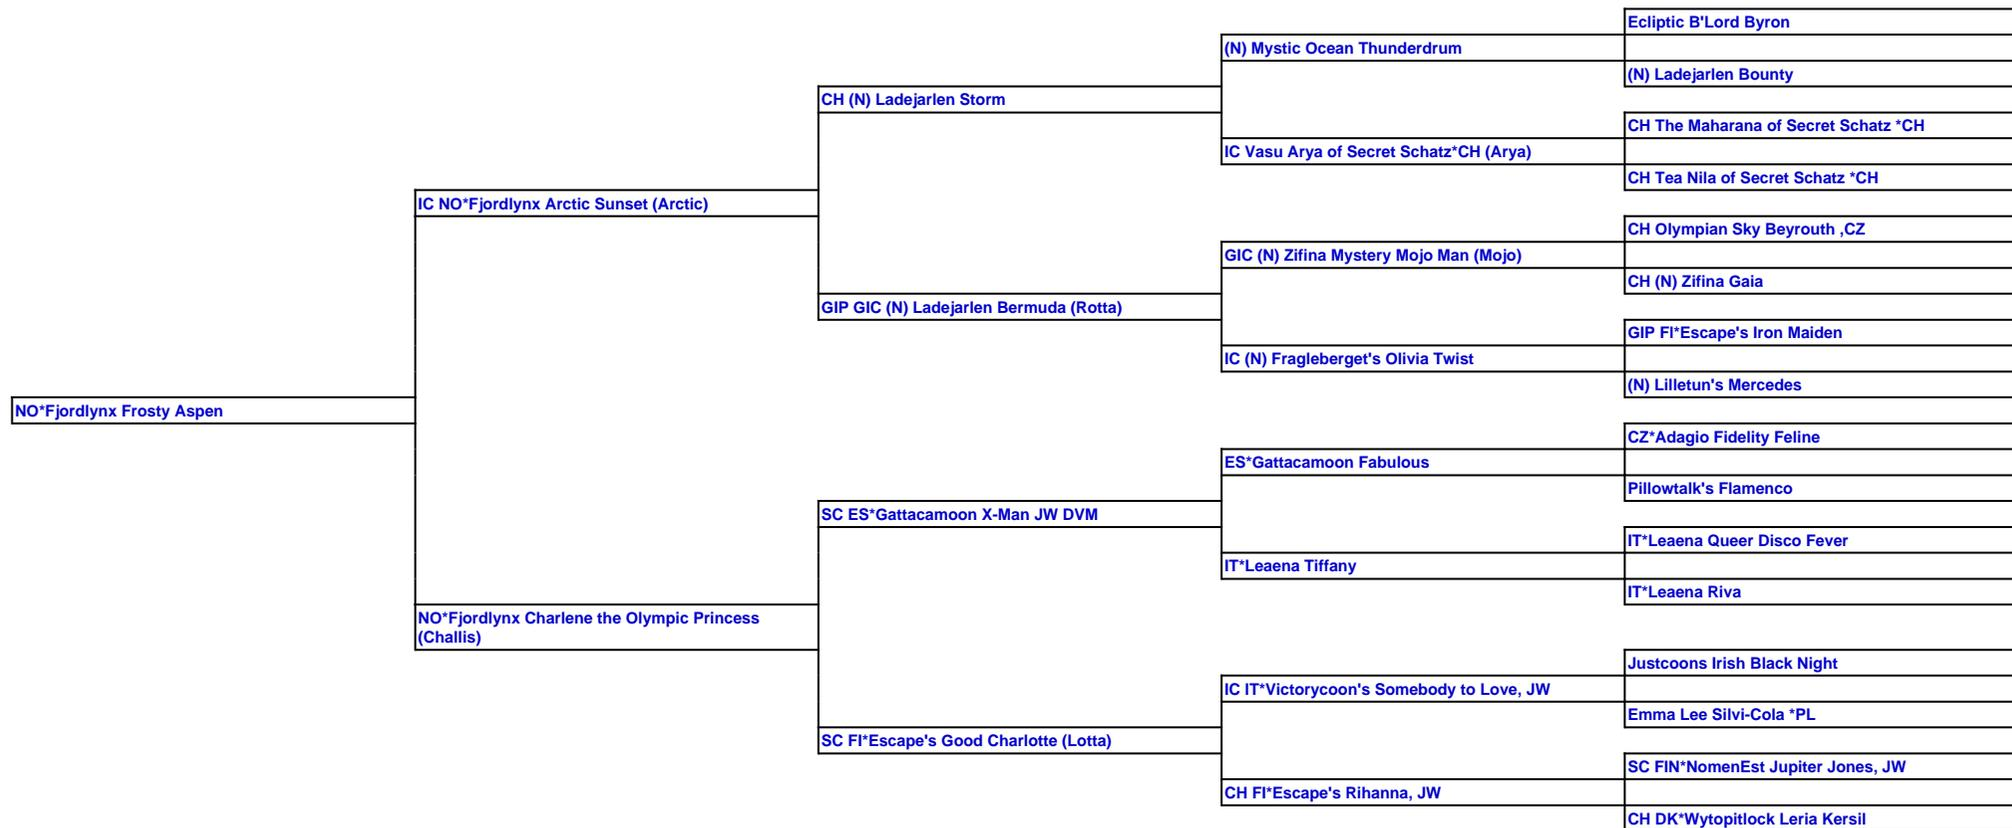 Ecliptic B'Lord Byron
(N) Mystic Ocean Thunderdrum
(N) Ladejarlen Bounty
CH (N) Ladejarlen Storm
CH The Maharana of Secret Schatz *CH
IC Vasu Arya of Secret Schatz*CH (Arya)
CH Tea Nila of Secret Schatz *CH
IC NO*Fjordlynx Arctic Sunset (Arctic)
CH Olympian Sky Beyrouth ,CZ
GIC (N) Zifina Mystery Mojo Man (Mojo)
CH (N) Zifina Gaia
GIP GIC (N) Ladejarlen Bermuda (Rotta)
GIP FI*Escape's Iron Maiden
IC (N) Fragleberget's Olivia Twist
(N) Lilletun's Mercedes
NO*Fjordlynx Frosty Aspen
CZ*Adagio Fidelity Feline
ES*Gattacamoon Fabulous
Pillowtalk's Flamenco
SC ES*Gattacamoon X-Man JW DVM
IT*Leaena Queer Disco Fever
IT*Leaena Tiffany
IT*Leaena Riva
NO*Fjordlynx Charlene the Olympic Princess
(Challis)
Justcoons Irish Black Night
IC IT*Victorycoon's Somebody to Love, JW
Emma Lee Silvi-Cola *PL
SC FI*Escape's Good Charlotte (Lotta)
SC FIN*NomenEst Jupiter Jones, JW
CH FI*Escape's Rihanna, JW
CH DK*Wytopitlock Leria Kersil